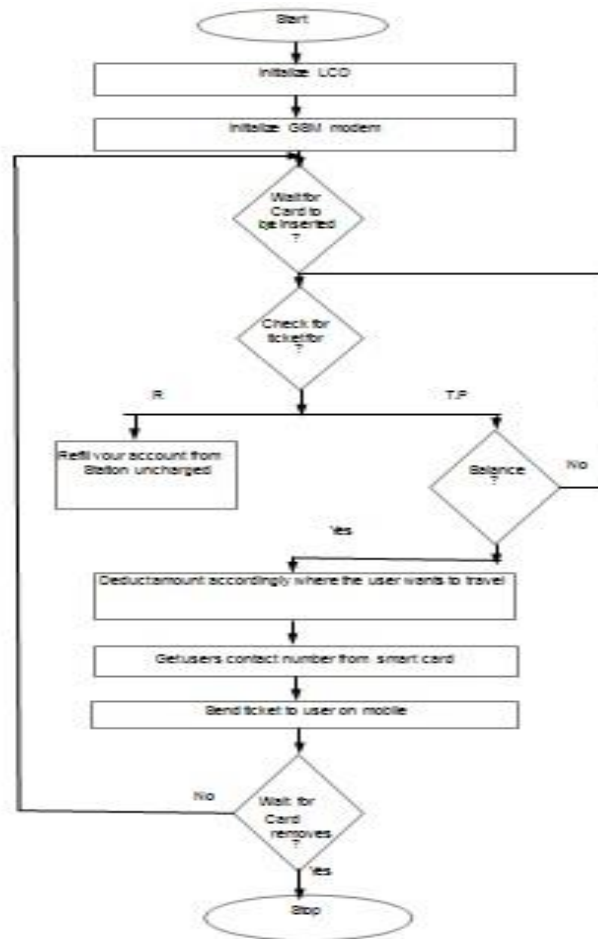 Start
Initialize LCD
Initialize GSM modem
Wait for
Card to
be inserted
?
Check for
ticket for
?
R
T.P
Refill your account from
Station uncharged
Balance
?
No
Yes
Deduct amount accordingly where the user wants to travel
Get users contact number from smart card
Send ticket to user on mobile
No
Wait for
Card
removes
?
Yes
Stop